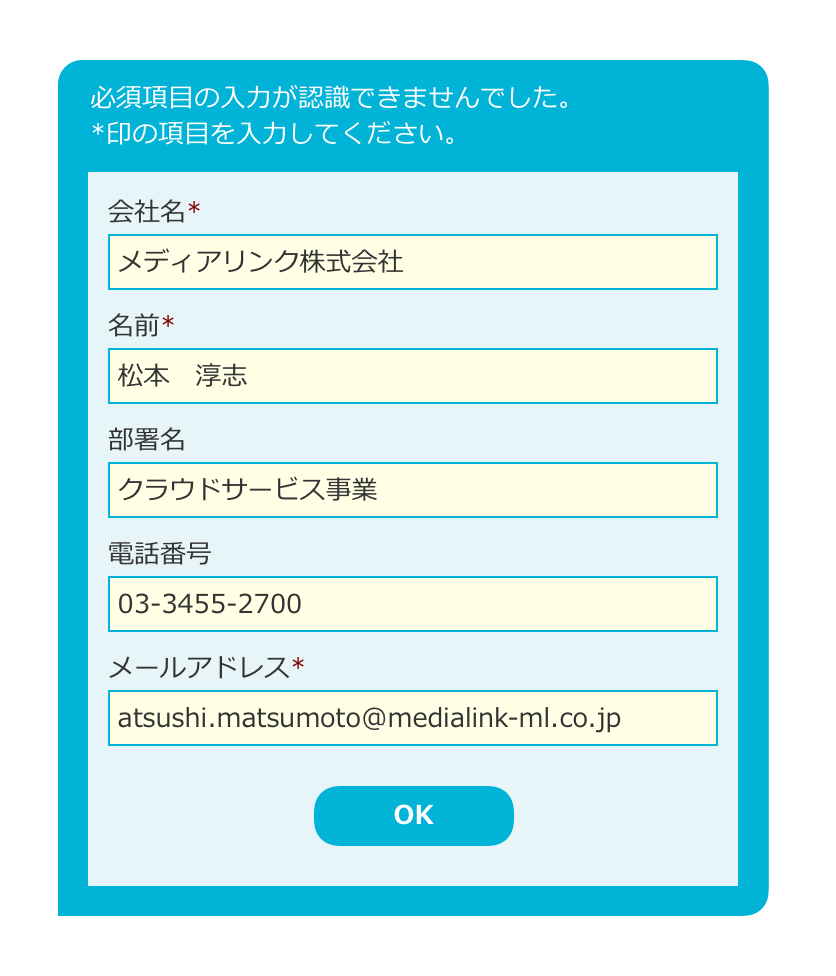 必須項目の入力が認識できませんでした。
*印の項目を入力してください。
会社名*
メディアリンク株式会社
名前*
松本　淳志
部署名
クラウドサービス事業
電話番号
03-3455-2700
メールアドレス*
atsushi.matsumoto@medialink-ml.co.jp
OK